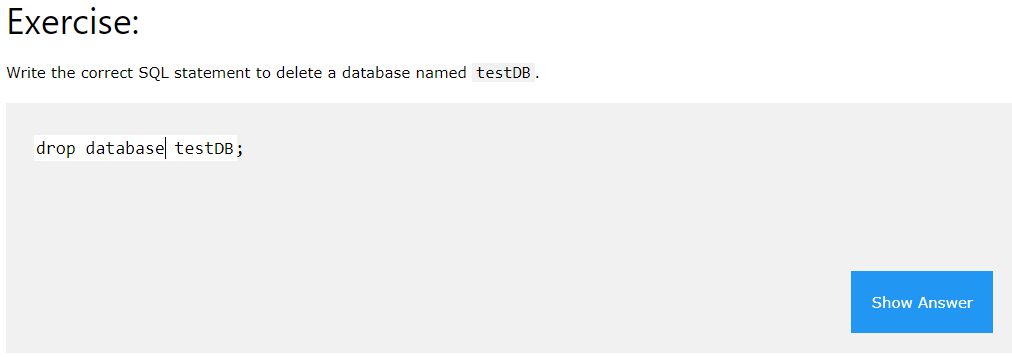 Exercise:
Write the correct SQL statement to delete a database named testDB.
drop database testDB;
Show Answer